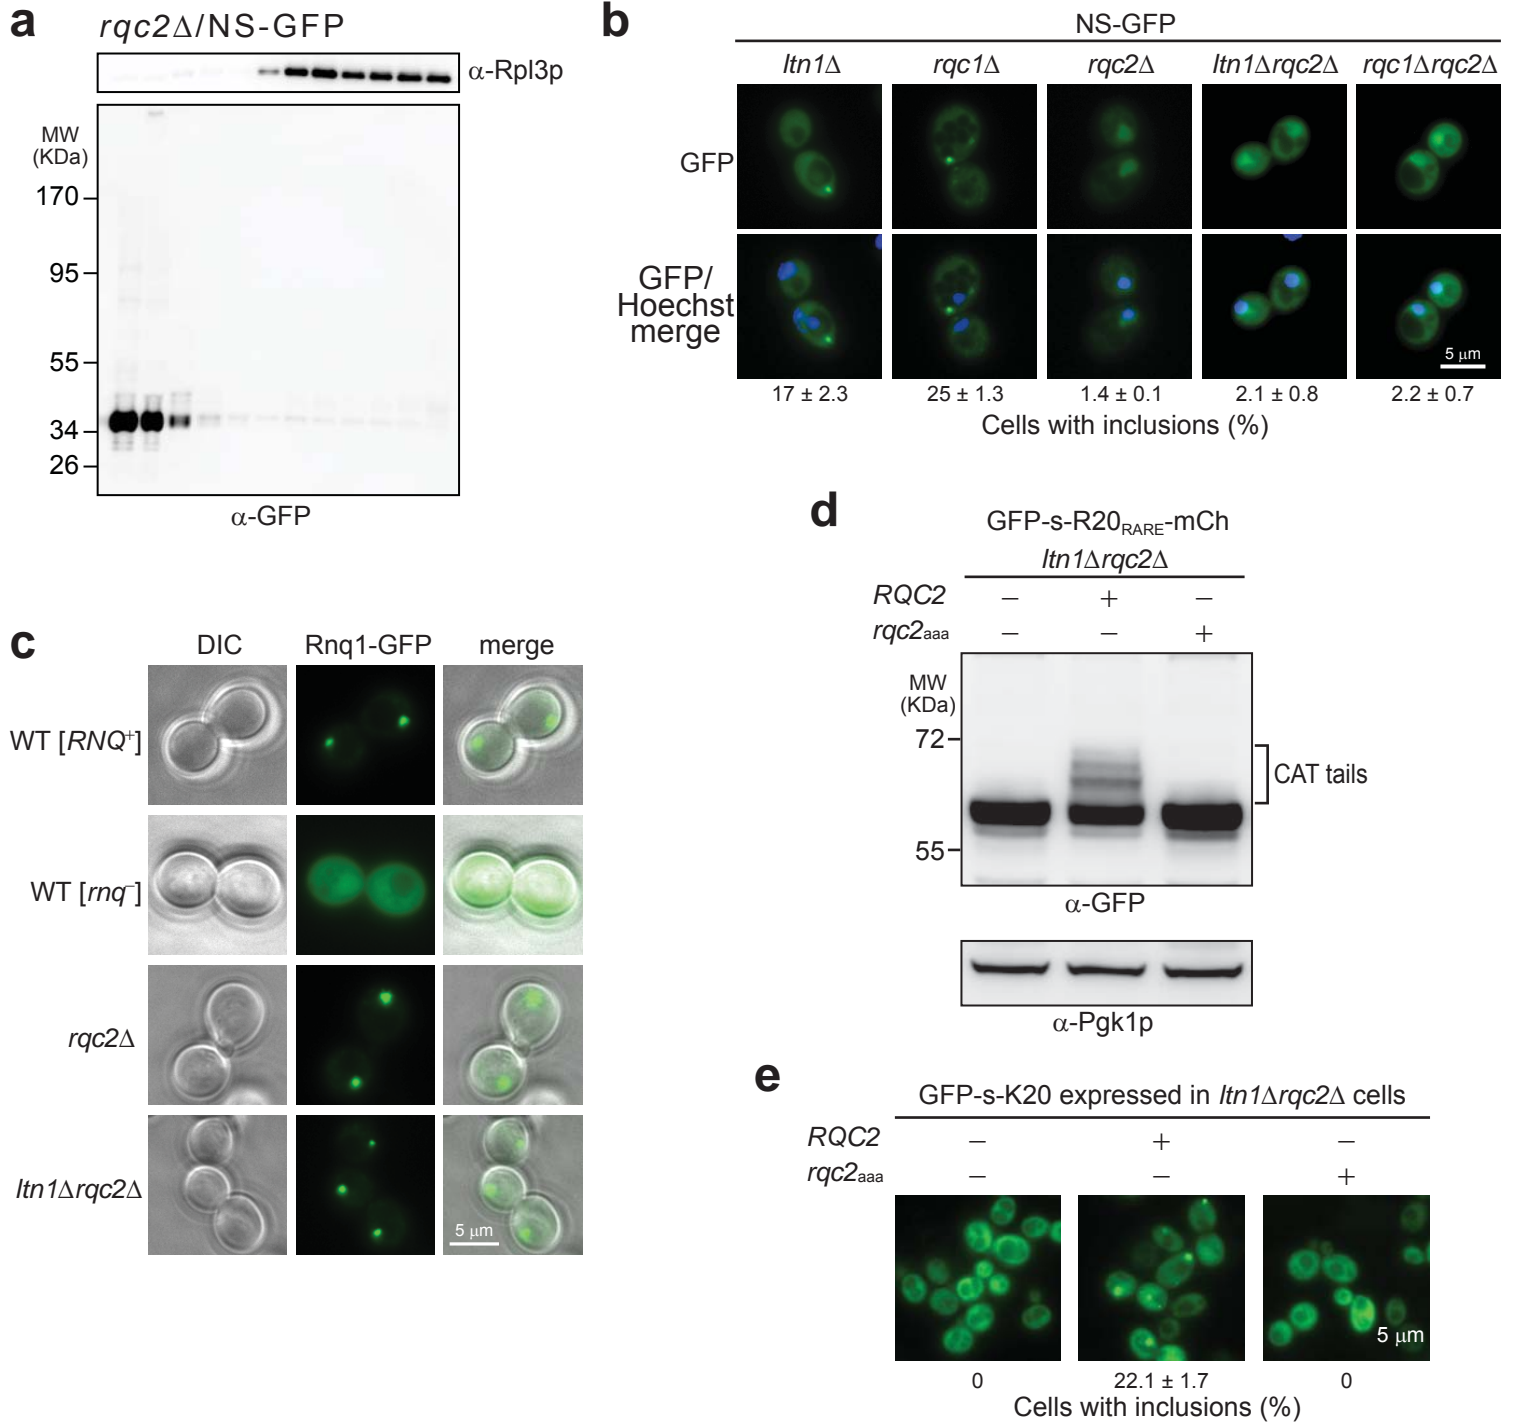 a
rqc2Δ/NS-GFP
α-Rpl3p
MW
(KDa)
170
95
55
34
26
α-GFP
b
NS-GFP
ltn1Δ rqc1Δ rqc2Δ ltn1Δrqc2Δ rqc1Δrqc2Δ
GFP
GFP/
Hoechst
merge
5 μm
17 ± 2.3 25 ± 1.3 1.4 ± 0.1 2.1 ± 0.8 2.2 ± 0.7
Cells with inclusions (%)
c
DIC Rnq1-GFP merge
WT [RNQ+]
WT [rnq–]
rqc2Δ
ltn1Δrqc2Δ
5 μm
d
GFP-s-R20RARE-mCh
ltn1Δrqc2Δ
RQC2 – + –
rqc2aaa – – +
MW
(KDa)
72
CAT tails
55
α-GFP
α-Pgk1p
e
GFP-s-K20 expressed in ltn1Δrqc2Δ cells
RQC2 – + –
rqc2aaa – – +
5 μm
0 22.1 ± 1.7 0
Cells with inclusions (%)